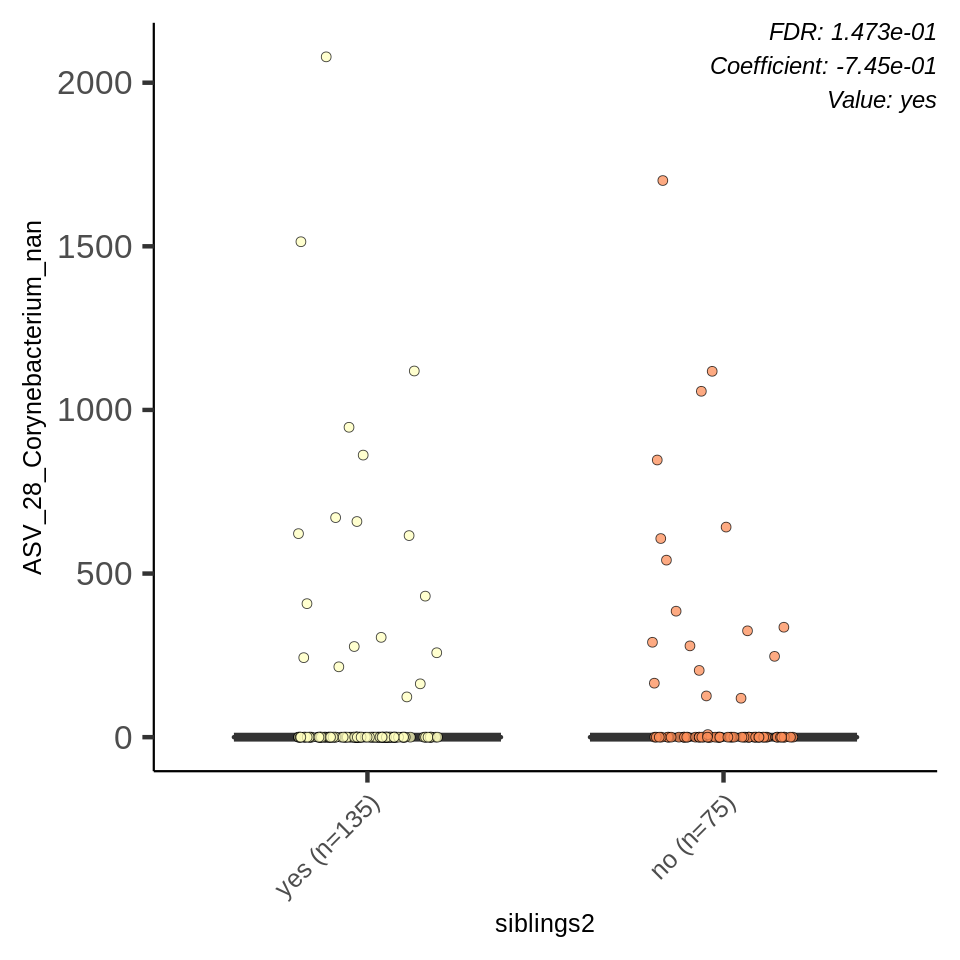 FDR: 1.473e-01
Coefficient: -7.45e-01
Value: yes
ASV_28_Corynebacterium_nan
2000
1500
1000
500
0
yes (n=135)
no (n=75)
siblings2